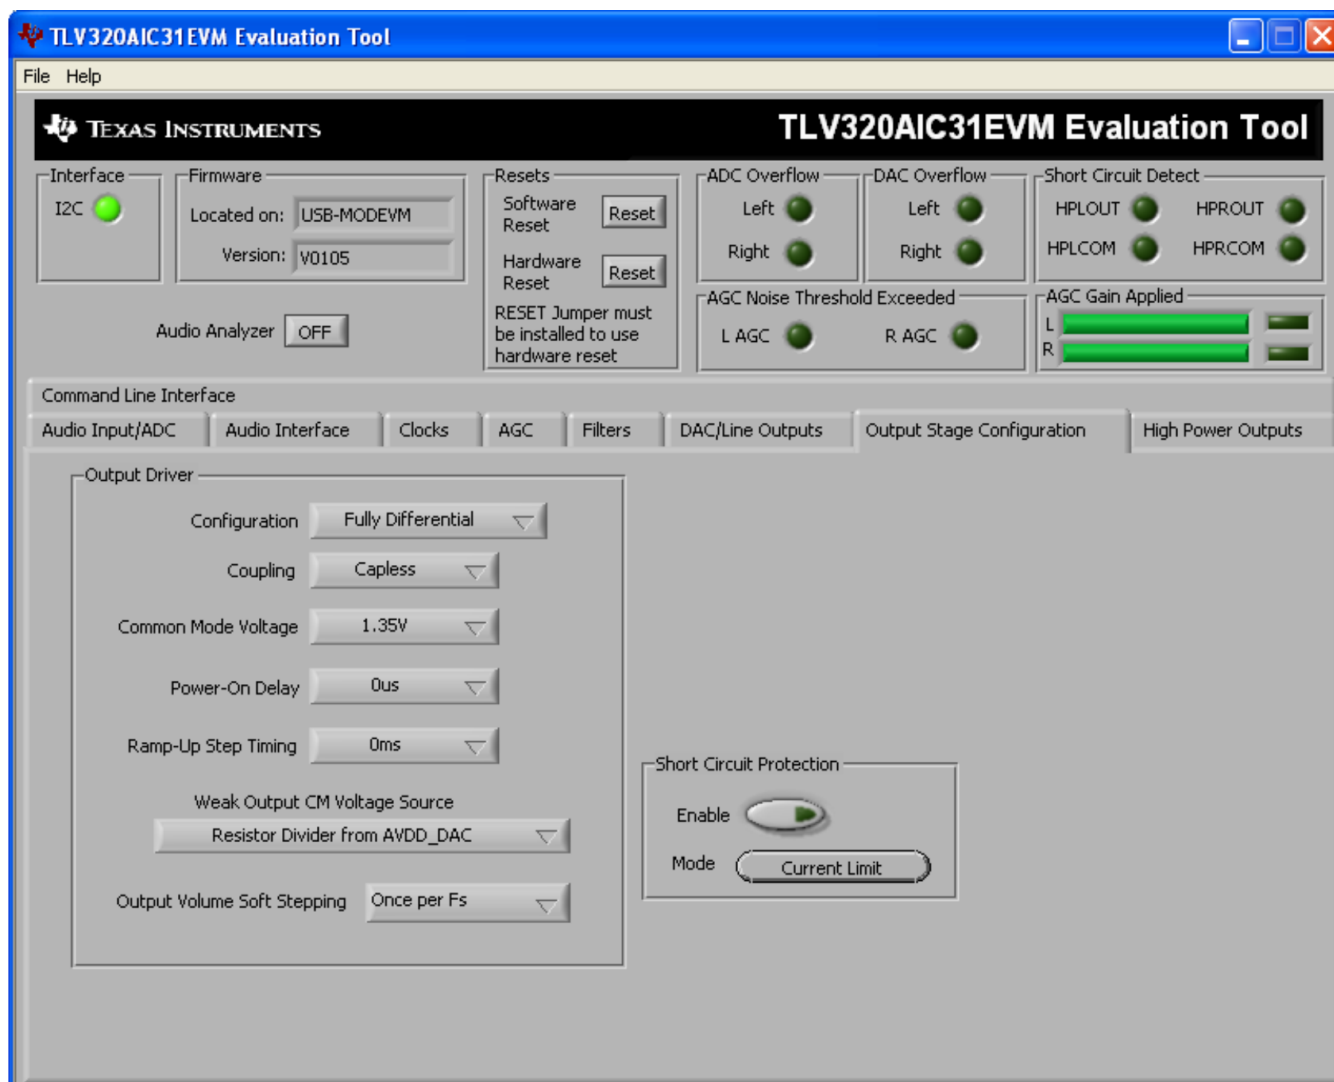 TLV320AIC31EVM Evaluation Tool
File Help
TEXAS INSTRUMENTS
TLV320AIC31EVM Evaluation Tool
Interface
I2C
Firmware
Located on: USB-MODEVM
Version: V0105
Audio Analyzer OFF
Resets
Software
Reset
Reset
Hardware
Reset
Reset
RESET Jumper must
be installed to use
hardware reset
ADC Overflow
Left
Right
DAC Overflow
Left
Right
Short Circuit Detect
HPLOUT HPROUT
HPLCOM HPRCOM
AGC Noise Threshold Exceeded
L AGC R AGC
AGC Gain Applied
L
R
Command Line Interface
Audio Input/ADC Audio Interface Clocks AGC Filters DAC/Line Outputs Output Stage Configuration High Power Outputs
Output Driver
Configuration Fully Differential
Coupling Capless
Common Mode Voltage 1.35V
Power-On Delay 0us
Ramp-Up Step Timing 0ms
Weak Output CM Voltage Source
Resistor Divider from AVDD_DAC
Output Volume Soft Stepping Once per Fs
Short Circuit Protection
Enable
Mode Current Limit